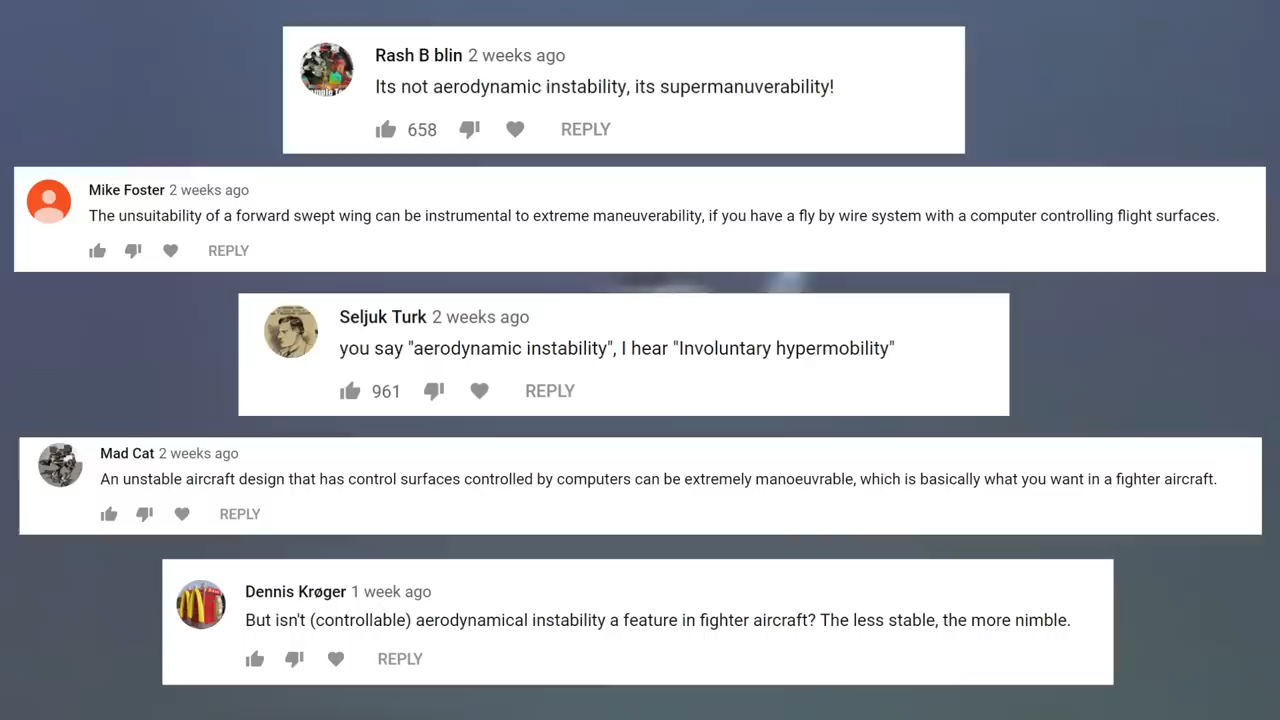 Rash B blin 2 weeks ago
Its not aerodynamic instability, its supermanuverability!
658 REPLY
Mike Foster 2 weeks ago
The unsuitability of a forward swept wing can be instrumental to extreme maneuverability, if you have a fly by wire system with a computer controlling flight surfaces.
REPLY
Seljuk Turk 2 weeks ago
you say "aerodynamic instability", I hear "Involuntary hypermobility"
961 REPLY
Mad Cat 2 weeks ago
An unstable aircraft design that has control surfaces controlled by computers can be extremely manoeuvrable, which is basically what you want in a fighter aircraft.
REPLY
Dennis Krøger 1 week ago
But isn't (controllable) aerodynamical instability a feature in fighter aircraft? The less stable, the more nimble.
REPLY